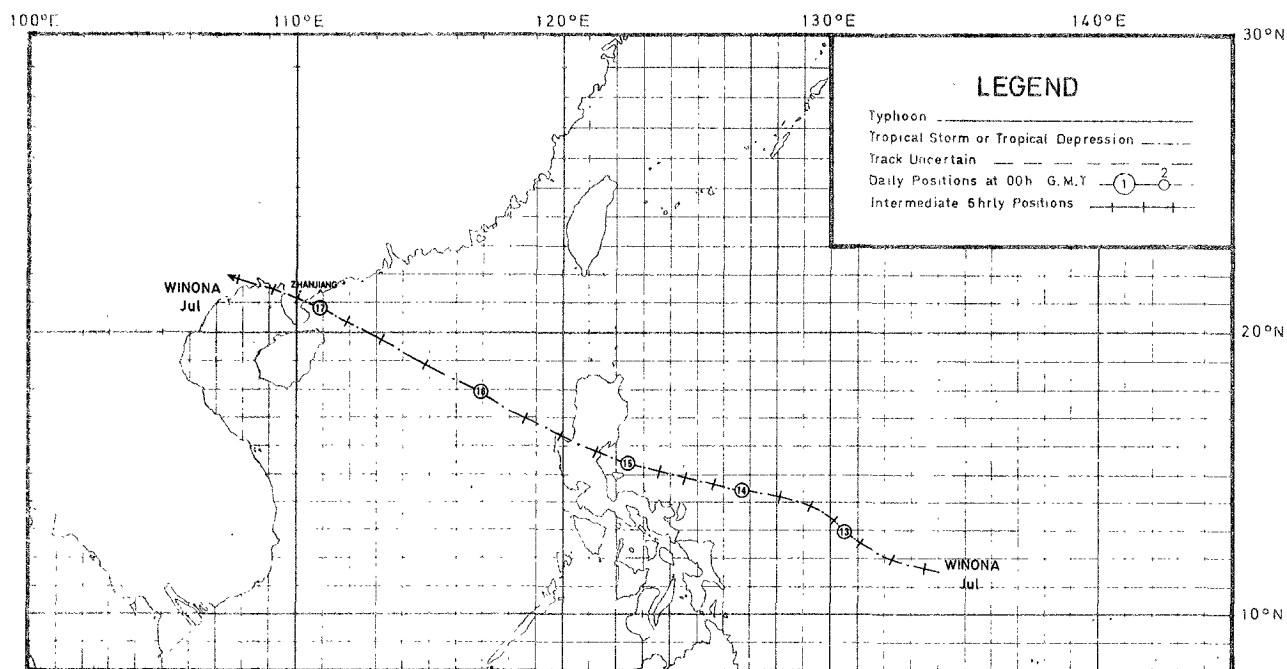 100°E 110°E 120°E 130°E 140°E
30°N
LEGEND
Typhoon
Tropical Storm or Tropical Depression
Track Uncertain
Daily Positions at 00h G.M.T 1 2
Intermediate 6hrly Positions
WINONA
Jul
ZHANJIANG
17
20°N
16
15
14
13
WINONA
Jul
10°N